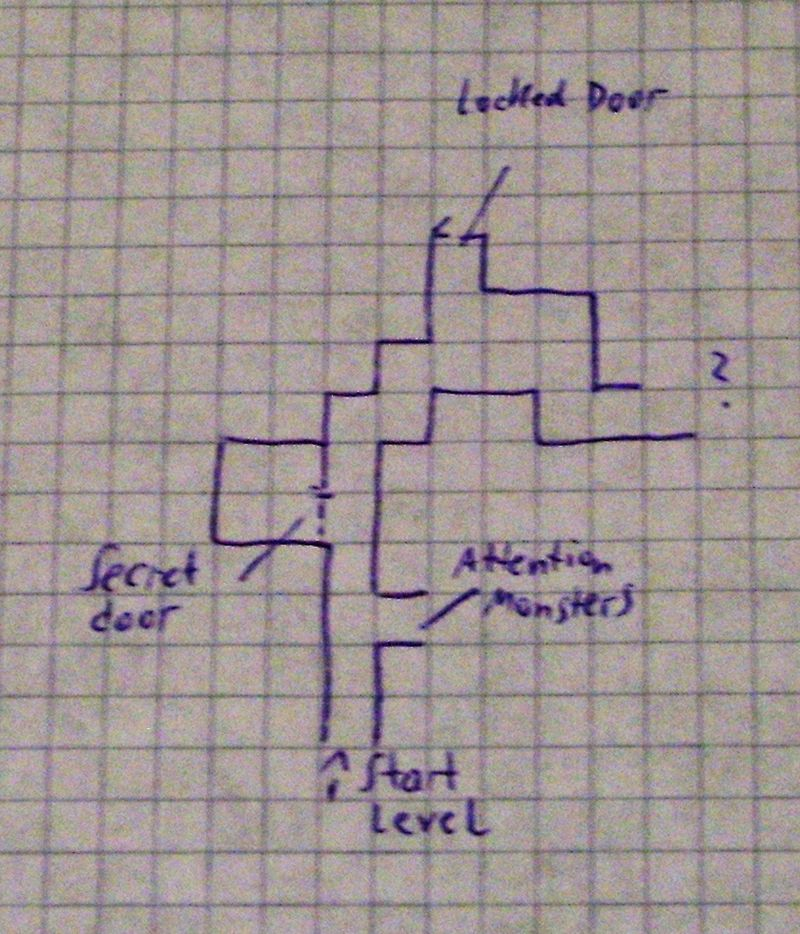 Locked Door
?
Secret
door
Attention
Monsters
Start
Level